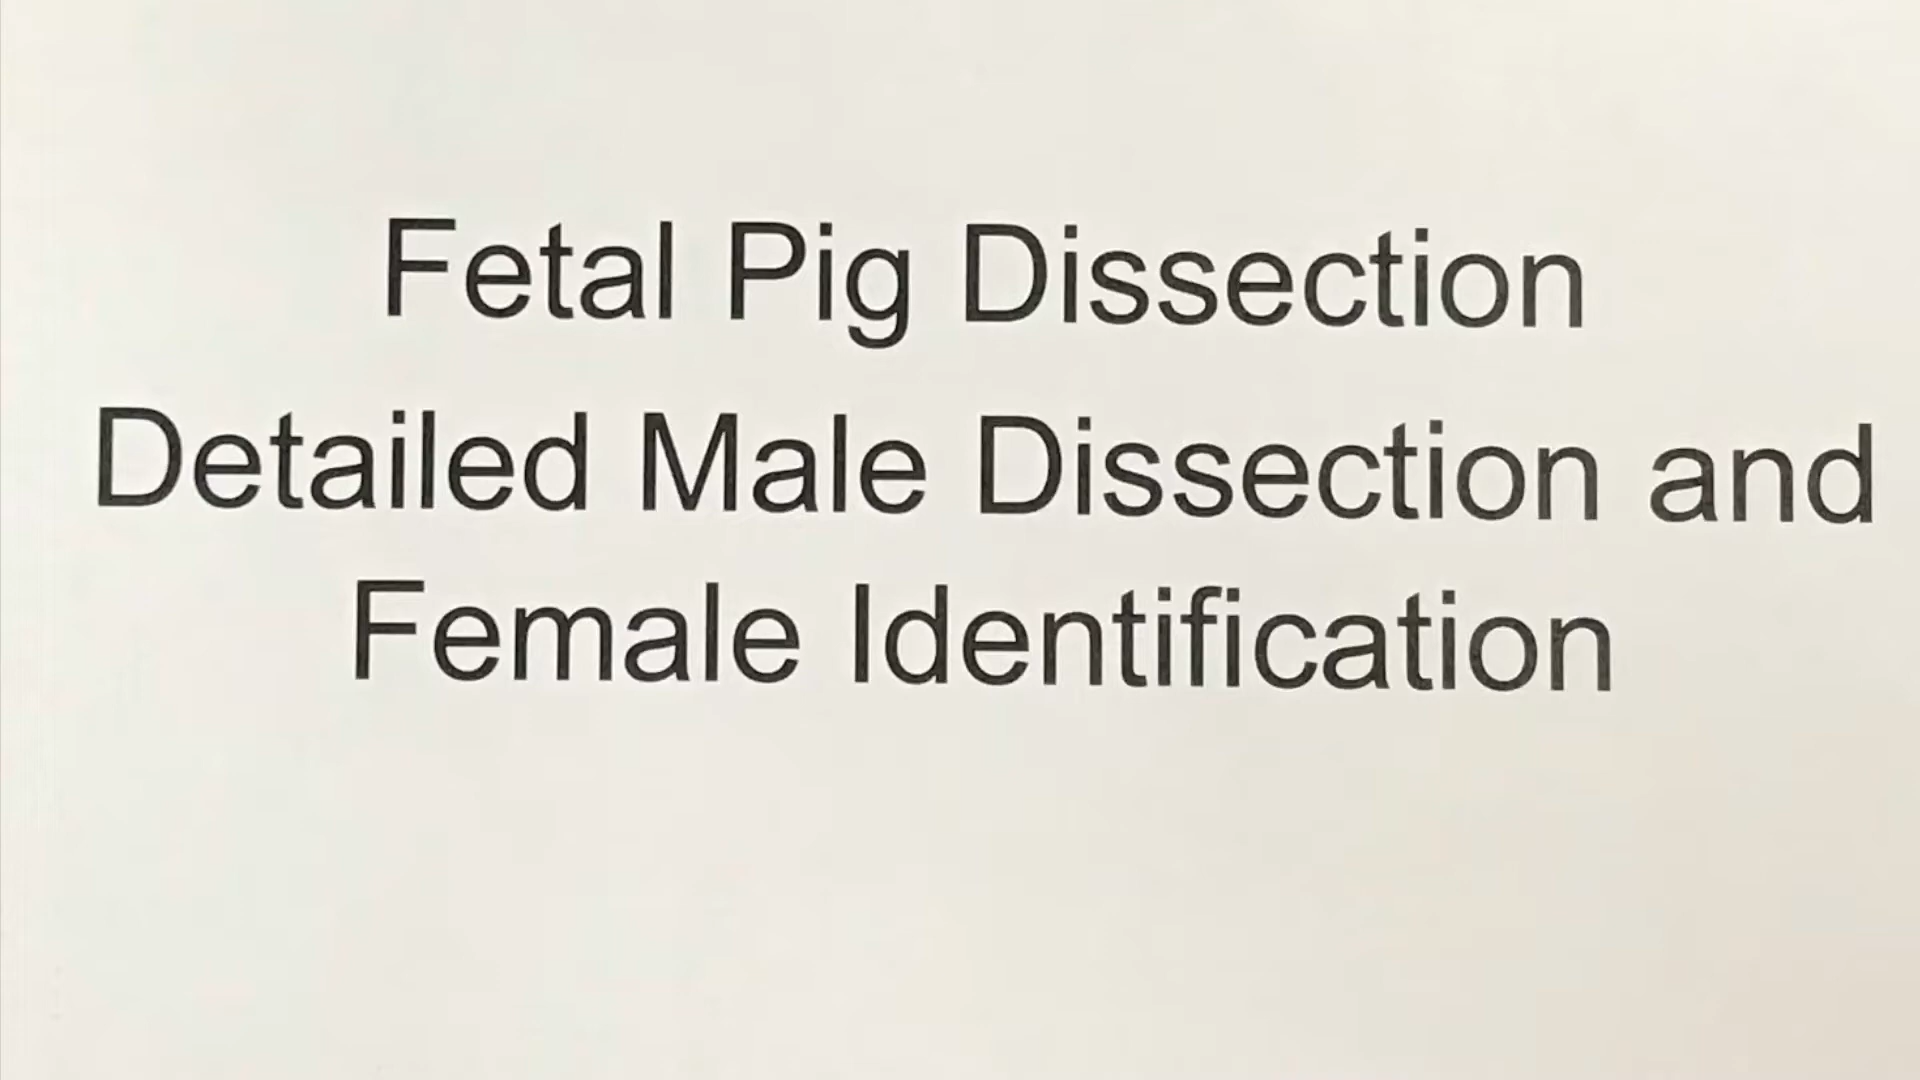 Fetal Pig Dissection
Detailed Male Dissection and
Female Identification